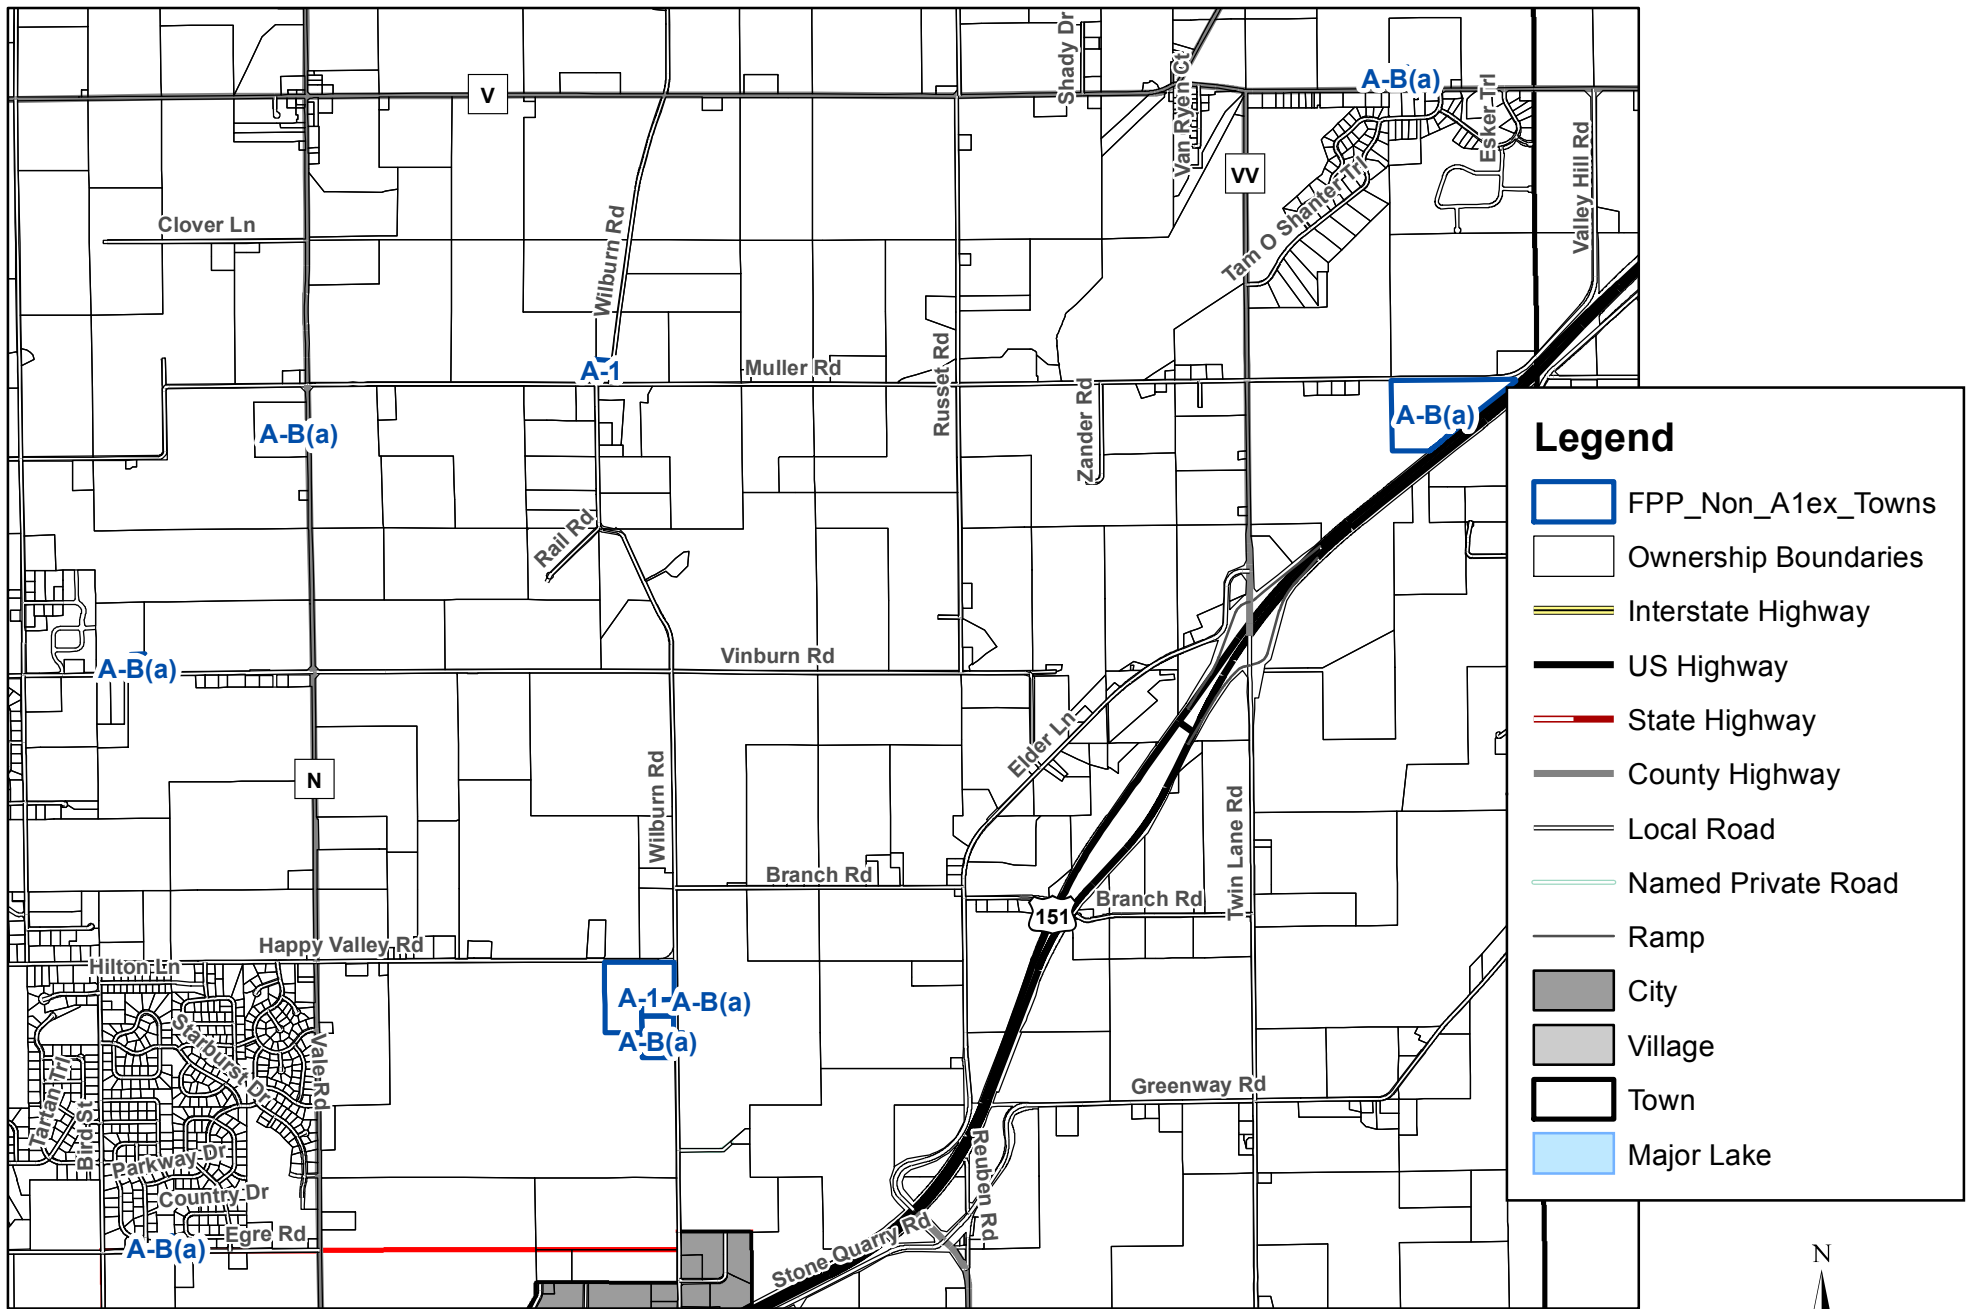 Shady Dr
A-B(a)
V
Van Ryen Ct
Esker Trl
Valley Hill Rd
VV
Tam O Shanter Trl
Clover Ln
Wilburn Rd
A-1
Muller Rd
Russet Rd
Zander Rd
A-B(a)
A-B(a)
Rail Rd
A-B(a)
Vinburn Rd
Elder Ln
N
Wilburn Rd
Twin Lane Rd
Branch Rd
Branch Rd
151
Happy Valley Rd
Hilton Ln
A-1
A-B(a)
A-B(a)
Starburst Dr
Vale Rd
Tartan Trl
Bird St
Parkway Dr
Country Dr
Egre Rd
A-B(a)
Greenway Rd
Reuben Rd
Stone Quarry Rd
Legend
FPP_Non_A1ex_Towns
Ownership Boundaries
Interstate Highway
US Highway
State Highway
County Highway
Local Road
Named Private Road
Ramp
City
Village
Town
Major Lake
N